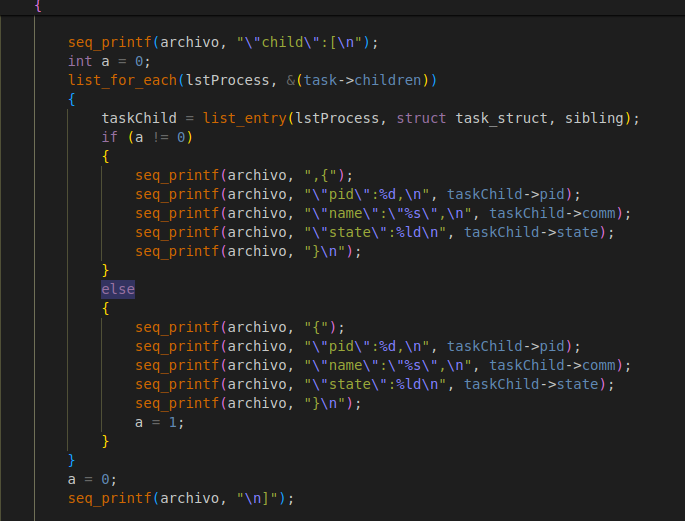 {
seq_printf(archivo, "\"child\":[\n");
int a = 0;
list_for_each(lstProcess, &(task->children))
{
taskChild = list_entry(lstProcess, struct task_struct, sibling);
if (a != 0)
{
seq_printf(archivo, ",{");
seq_printf(archivo, "\"pid\":%d,\n", taskChild->pid);
seq_printf(archivo, "\"name\":\"%s\",\n", taskChild->comm);
seq_printf(archivo, "\"state\":%ld\n", taskChild->state);
seq_printf(archivo, "}\n");
}
else
{
seq_printf(archivo, "{");
seq_printf(archivo, "\"pid\":%d,\n", taskChild->pid);
seq_printf(archivo, "\"name\":\"%s\",\n", taskChild->comm);
seq_printf(archivo, "\"state\":%ld\n", taskChild->state);
seq_printf(archivo, "}\n");
a = 1;
}
}
a = 0;
seq_printf(archivo, "\n]");